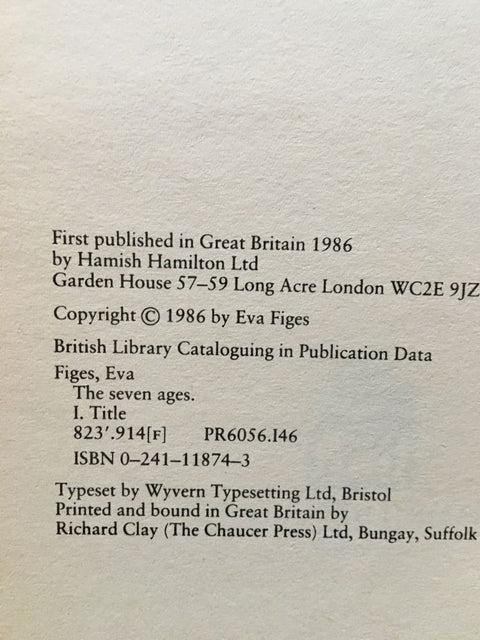 First published in Great Britain 1986
by Hamish Hamilton Ltd
Garden House 57–59 Long Acre London WC2E 9JZ
Copyright © 1986 by Eva Figes
British Library Cataloguing in Publication Data
Figes, Eva
The seven ages.
I. Title
823'.914[F] PR6056.I46
ISBN 0–241–11874–3
Typeset by Wyvern Typesetting Ltd, Bristol
Printed and bound in Great Britain by
Richard Clay (The Chaucer Press) Ltd, Bungay, Suffolk